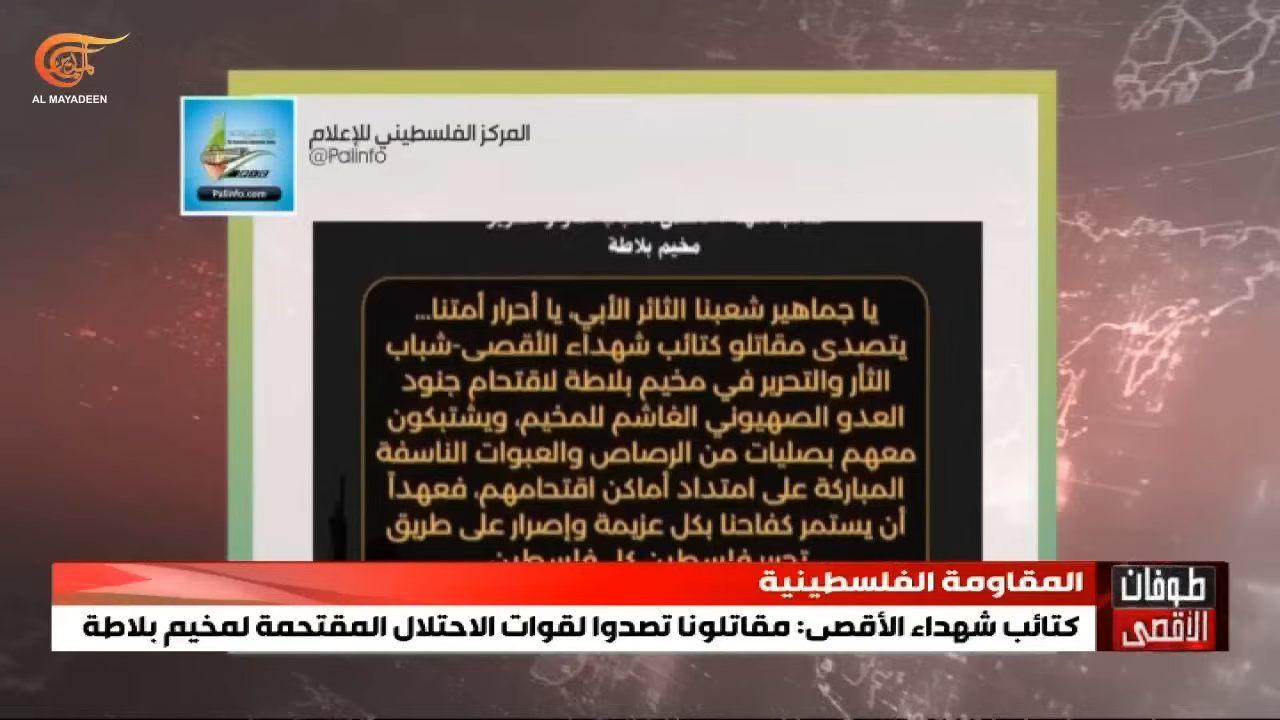 AL MAYADEEN
المركز الفلسطيني للإعلام
@Palinfo
Palinfo.com
مخيم بلاطة
يا جماهير شعبنا الثائر الأبي، يا أحرار أمتنا...
يتصدى مقاتلو كتائب شهداء الأقصى-شباب
الثأر والتحرير في مخيم بلاطة لاقتحام جنود
العدو الصهيوني الغاشم للمخيم، ويشتبكون
معهم بصليات من الرصاص والعبوات الناسفة
المباركة على امتداد أماكن اقتحامهم، فعهداً
أن يستمر كفاحنا بكل عزيمة وإصرار على طريق
المقاومة الفلسطينية
كتائب شهداء الأقصى: مقاتلونا تصدوا لقوات الاحتلال المقتحمة لمخيم بلاطة
طوفان
الأقصى